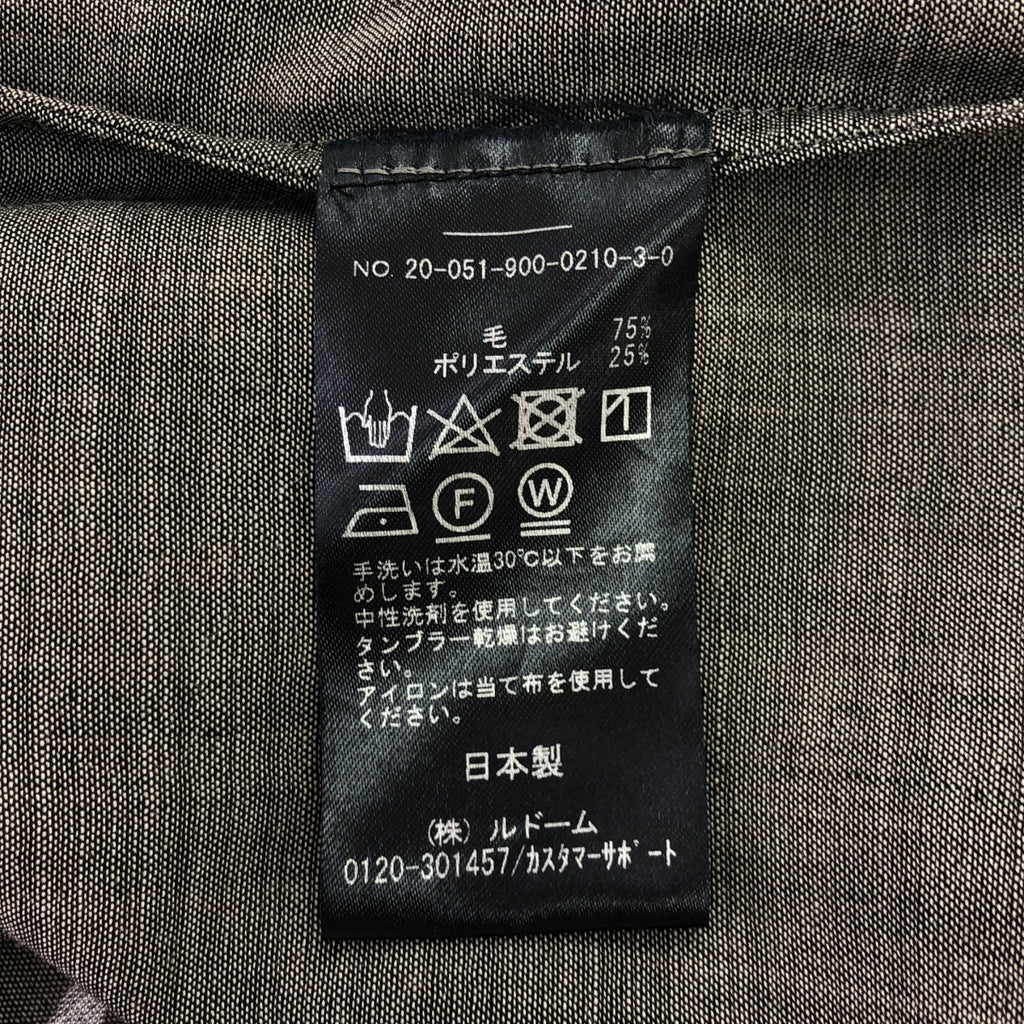 NO. 20-051-900-0210-3-0
毛 75%
ポリエステル 25%
F W
手洗いは水温30℃以下をお薦
めします。
中性洗剤を使用してください。
タンブラー乾燥はお避けくだ
さい。
アイロンは当て布を使用して
ください。
日本製
(株) ルドーム
0120-301457/カスタマーサポート